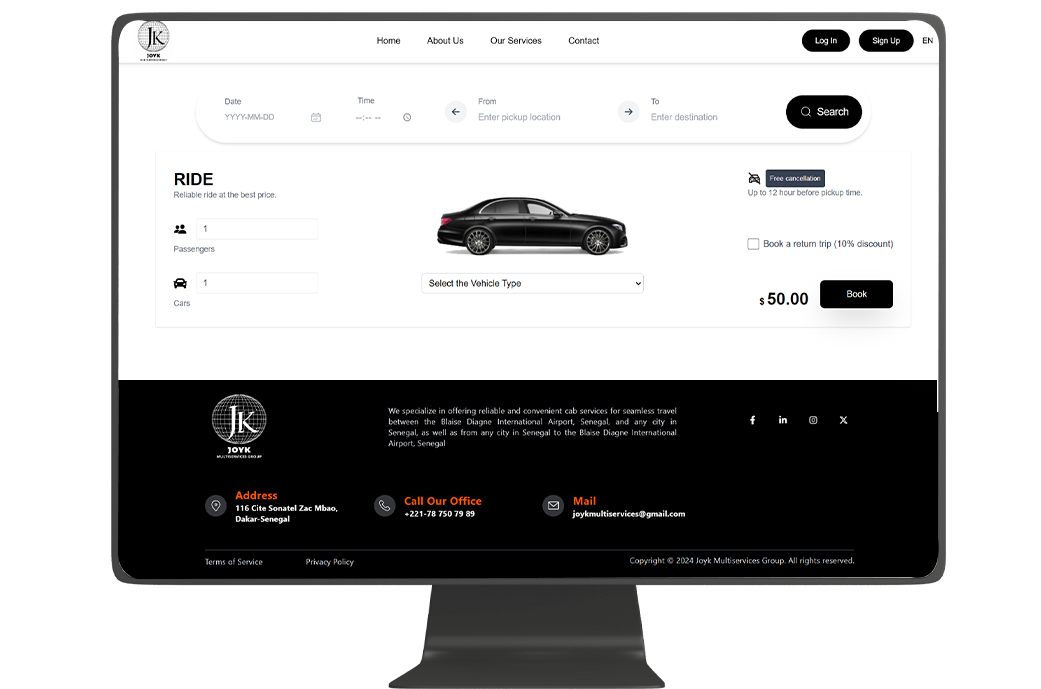 JK
JOYK
Home About Us Our Services Contact
Log In Sign Up EN
Date Time From To
YYYY-MM-DD --:-- -- Enter pickup location Enter destination
Search
RIDE
Reliable ride at the best price.
Free cancellation
Up to 12 hour before pickup time.
1
Passengers
Book a return trip (10% discount)
1
Cars
Select the Vehicle Type
$ 50.00
Book
JK
JOYK
MULTISERVICES GROUP
We specialize in offering reliable and convenient cab services for seamless travel
between the Blaise Diagne International Airport, Senegal, and any city in
Senegal, as well as from any city in Senegal to the Blaise Diagne International
Airport, Senegal
Address
116 Cite Sonatel Zac Mbao,
Dakar-Senegal
Call Our Office
+221-78 750 79 89
Mail
joykmultiservices@gmail.com
Terms of Service Privacy Policy
Copyright © 2024 Joyk Multiservices Group. All rights reserved.